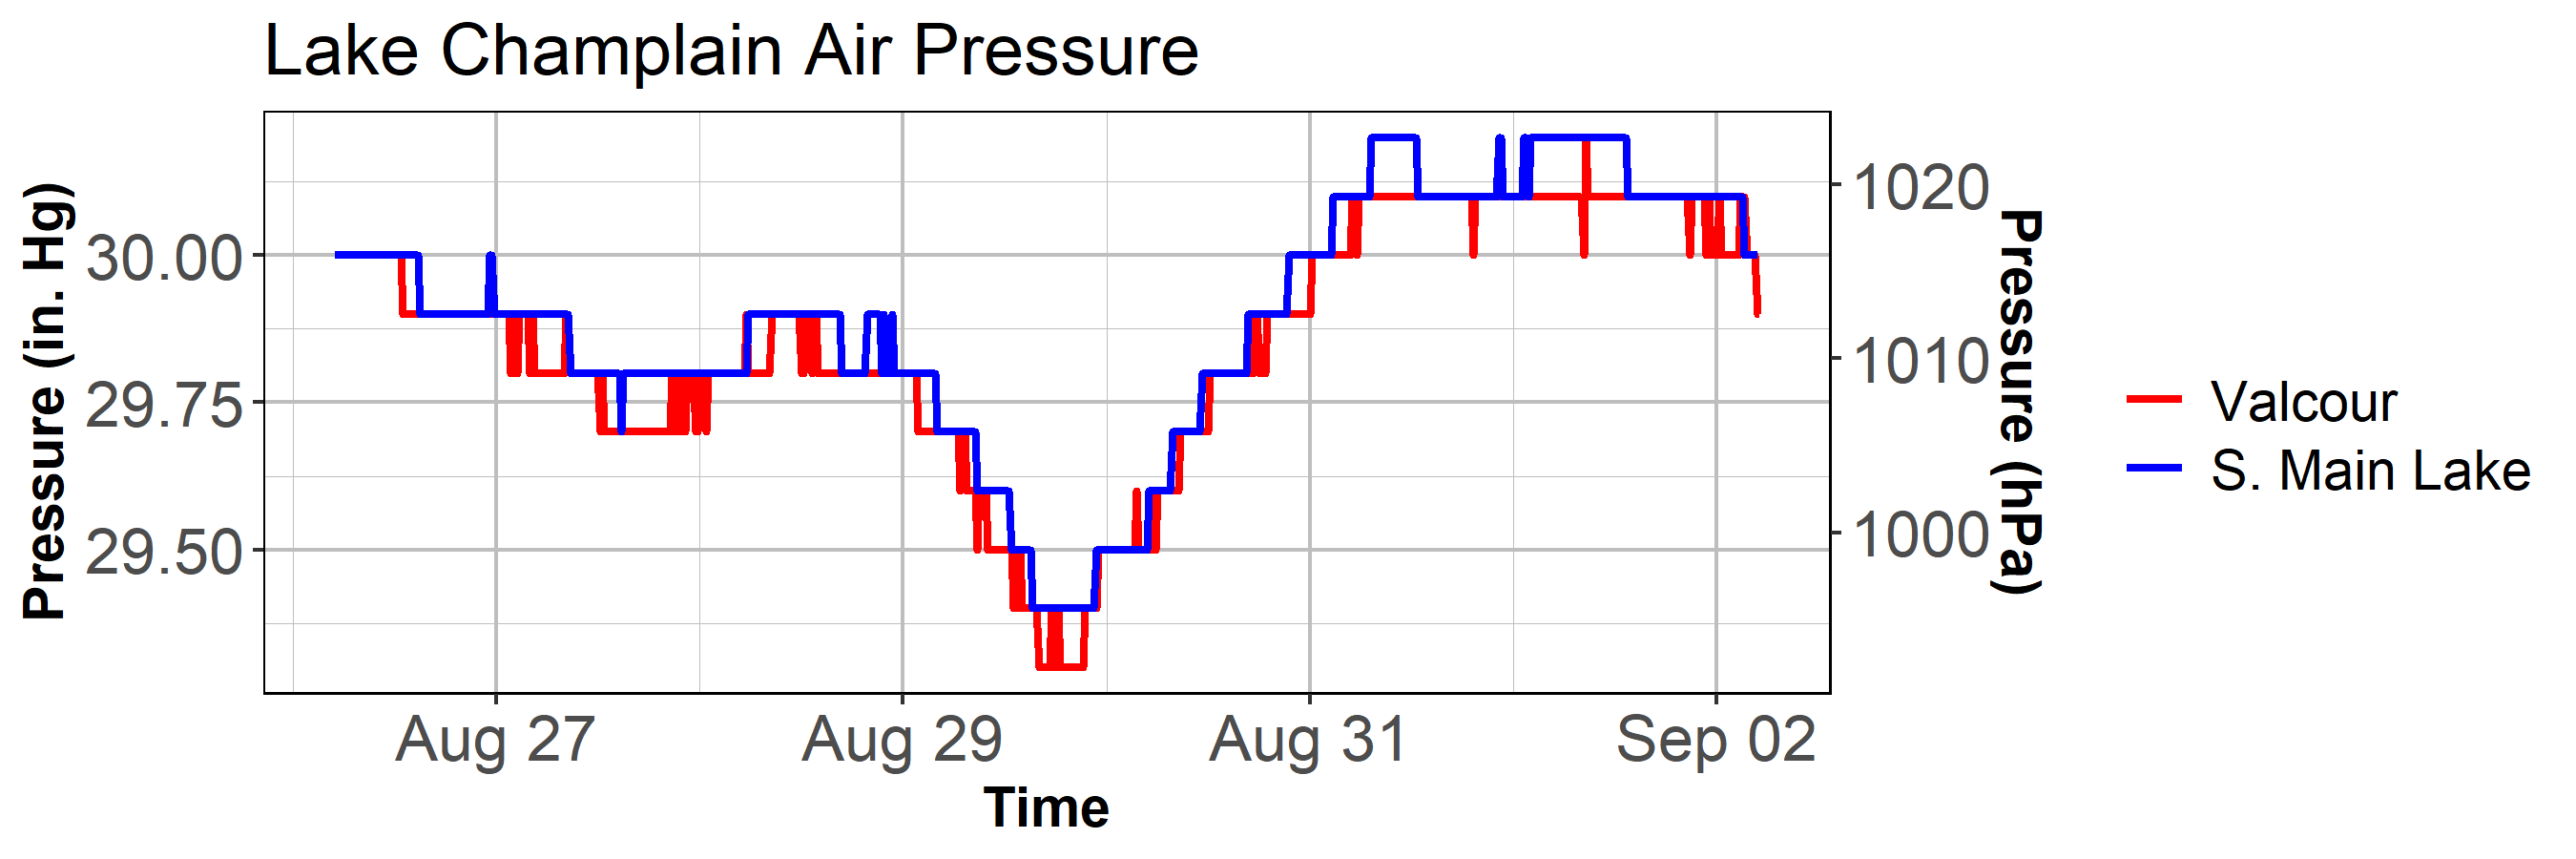 Lake Champlain Air Pressure
Pressure (in. Hg)
30.00
29.75
29.50
1020
1010
1000
Pressure (hPa)
Aug 27
Aug 29
Aug 31
Sep 02
Time
Valcour
S. Main Lake